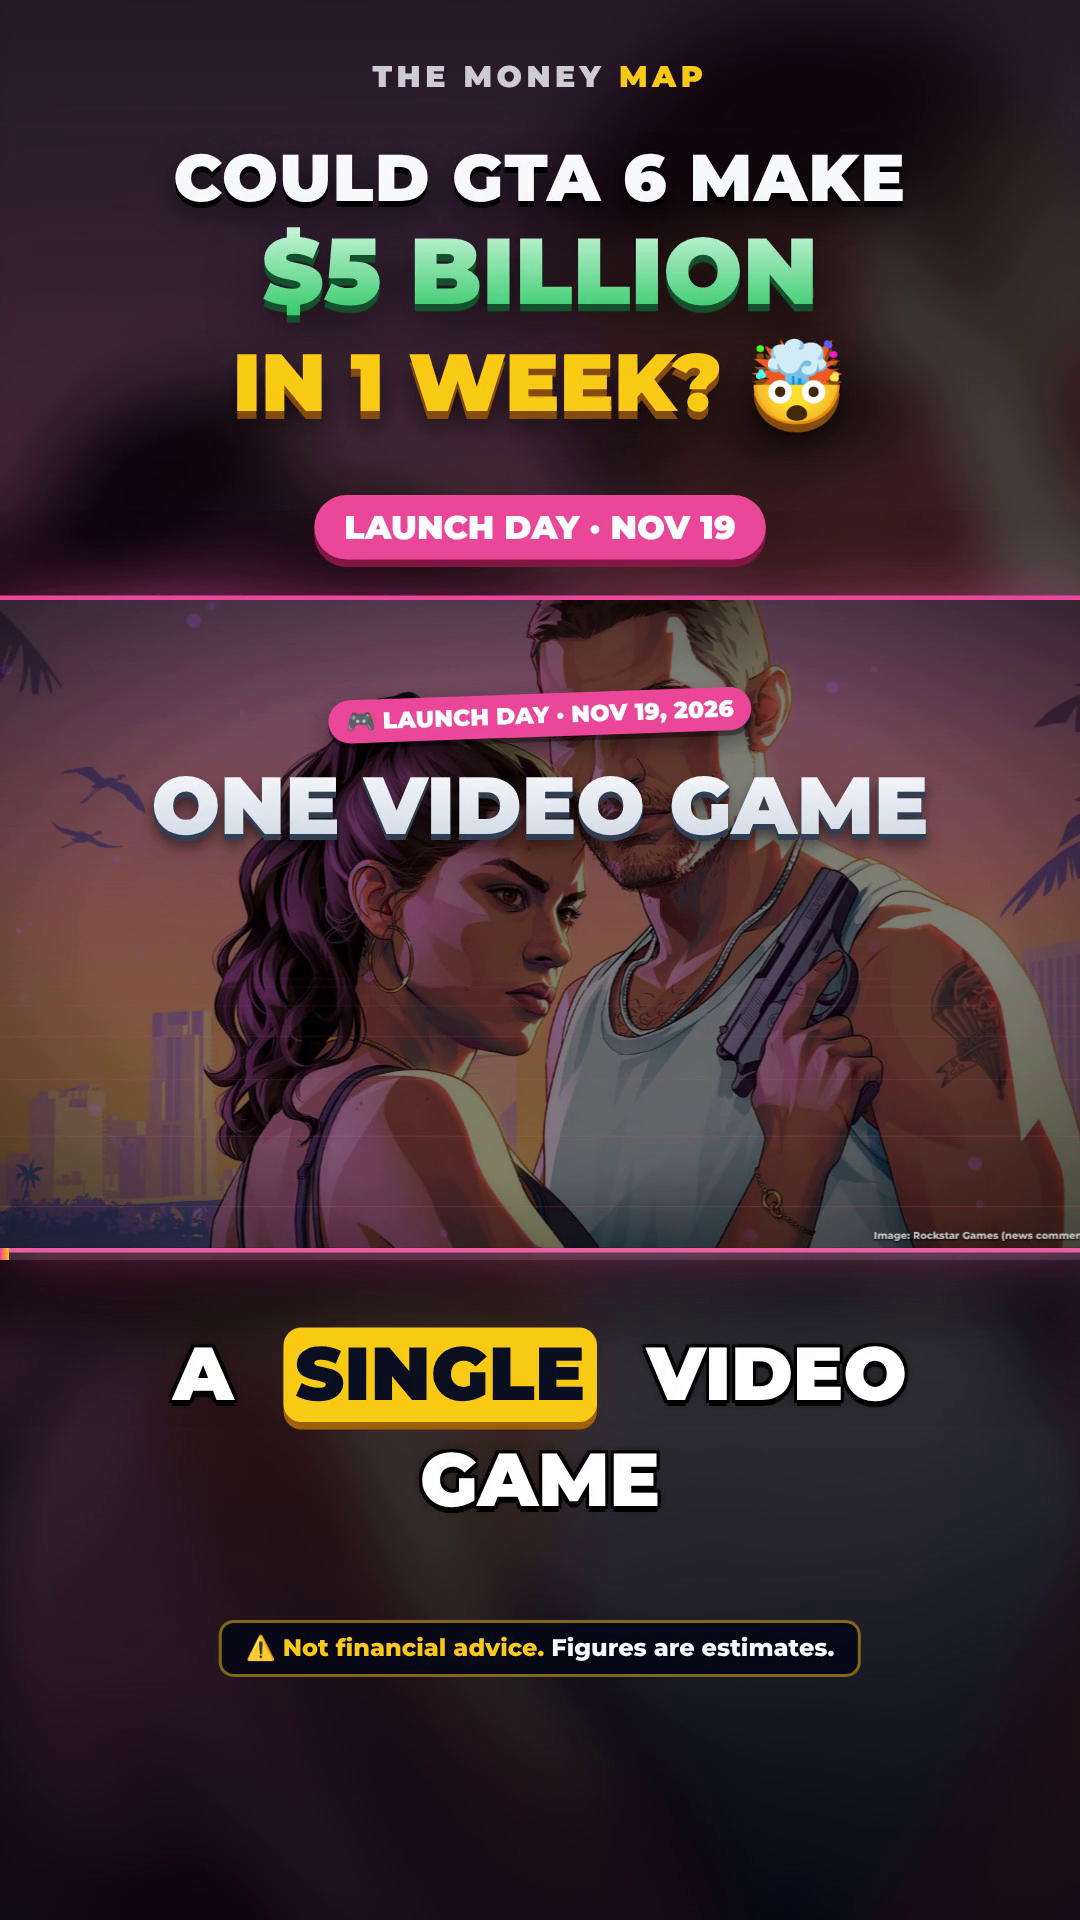 THE MONEY MAP
COULD GTA 6 MAKE
$5 BILLION
IN 1 WEEK? 🤯
LAUNCH DAY • NOV 19
🎮 LAUNCH DAY • NOV 19, 2026
ONE VIDEO GAME
Image: Rockstar Games (news
A SINGLE VIDEO
GAME
⚠️ Not financial advice. Figures are estimates.